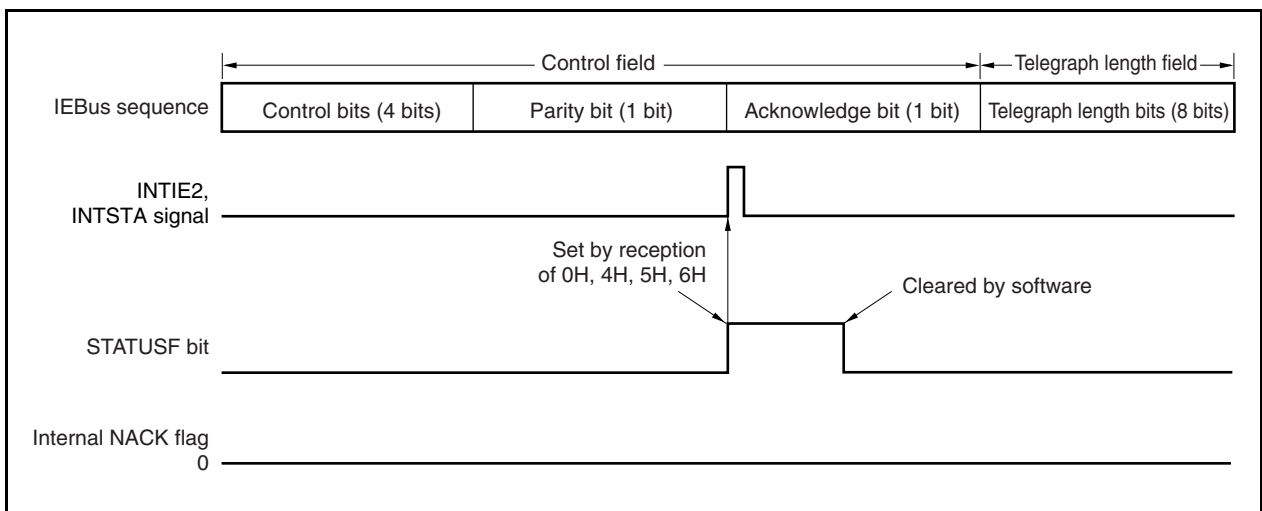 Control field
Telegraph length field
IEBus sequence
Control bits (4 bits)
Parity bit (1 bit)
Acknowledge bit (1 bit)
Telegraph length bits (8 bits)
INTIE2,
INTSTA signal
Set by reception
of 0H, 4H, 5H, 6H
Cleared by software
STATUSF bit
Internal NACK flag
0